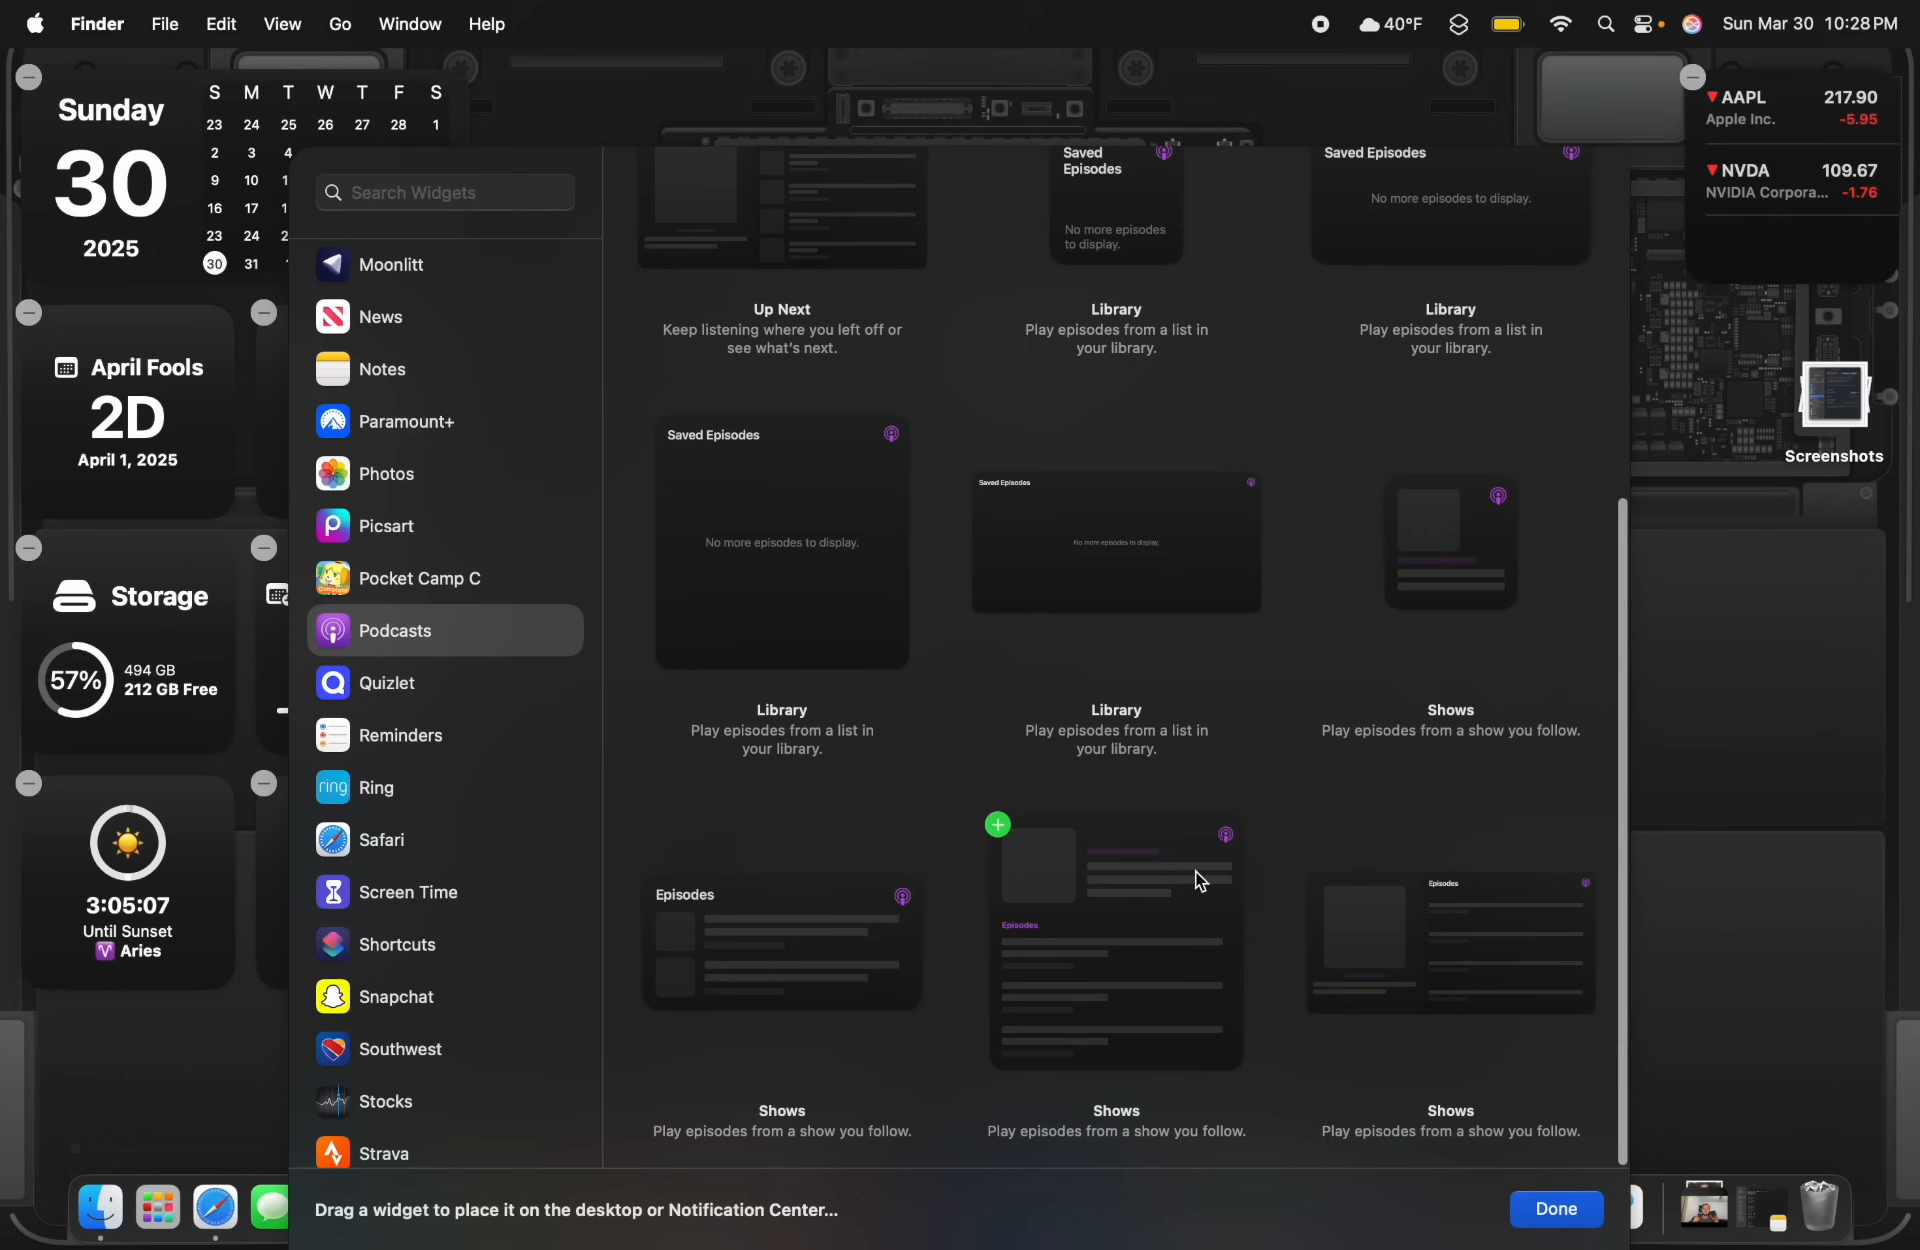 Finder File Edit View Go Window Help
40°F Sun Mar 30 10:28 PM
Sunday
30
2025
S M T W T F S
23 24 25 26 27 28 1
2 3 4
9 10 1
16 17 1
23 24 2
30 31
April Fools
2D
April 1, 2025
Storage
57%
494 GB
212 GB Free
3:05:07
Until Sunset
Aries
Search Widgets
Moonlitt
News
Notes
Paramount+
Photos
Picsart
Pocket Camp C
Podcasts
Quizlet
Reminders
ring
Ring
Safari
Screen Time
Shortcuts
Snapchat
Southwest
Stocks
Strava
Saved Episodes
No more episodes to display.
Saved Episodes
No more episodes to display.
Up Next
Keep listening where you left off or
see what's next.
Library
Play episodes from a list in
your library.
Library
Play episodes from a list in
your library.
Saved Episodes
No more episodes to display.
Saved Episodes
No more episodes to display.
Library
Play episodes from a list in
your library.
Library
Play episodes from a list in
your library.
Shows
Play episodes from a show you follow.
Episodes
Episodes
Episodes
Shows
Play episodes from a show you follow.
Shows
Play episodes from a show you follow.
Shows
Play episodes from a show you follow.
Drag a widget to place it on the desktop or Notification Center...
Done
AAPL 217.90
Apple Inc. -5.95
NVDA 109.67
NVIDIA Corpora... -1.76
Screenshots